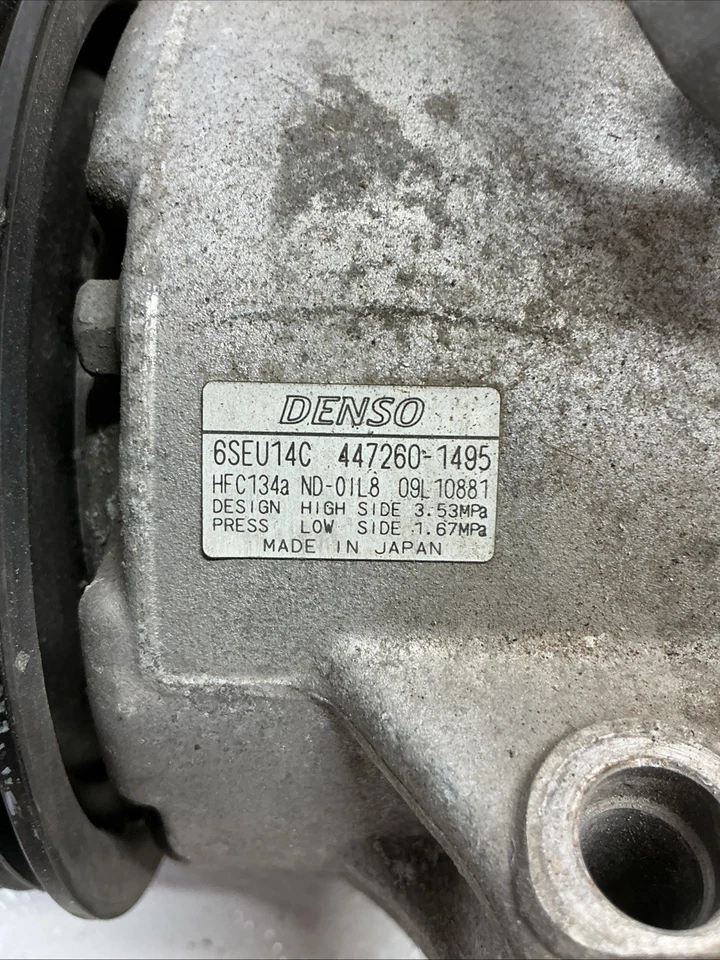 DENSO
6SEU14C 447260-1495
HFC134a ND-OIL8 09L10881
DESIGN HIGH SIDE 3.53MPa
PRESS LOW SIDE 1.67MPa
MADE IN JAPAN